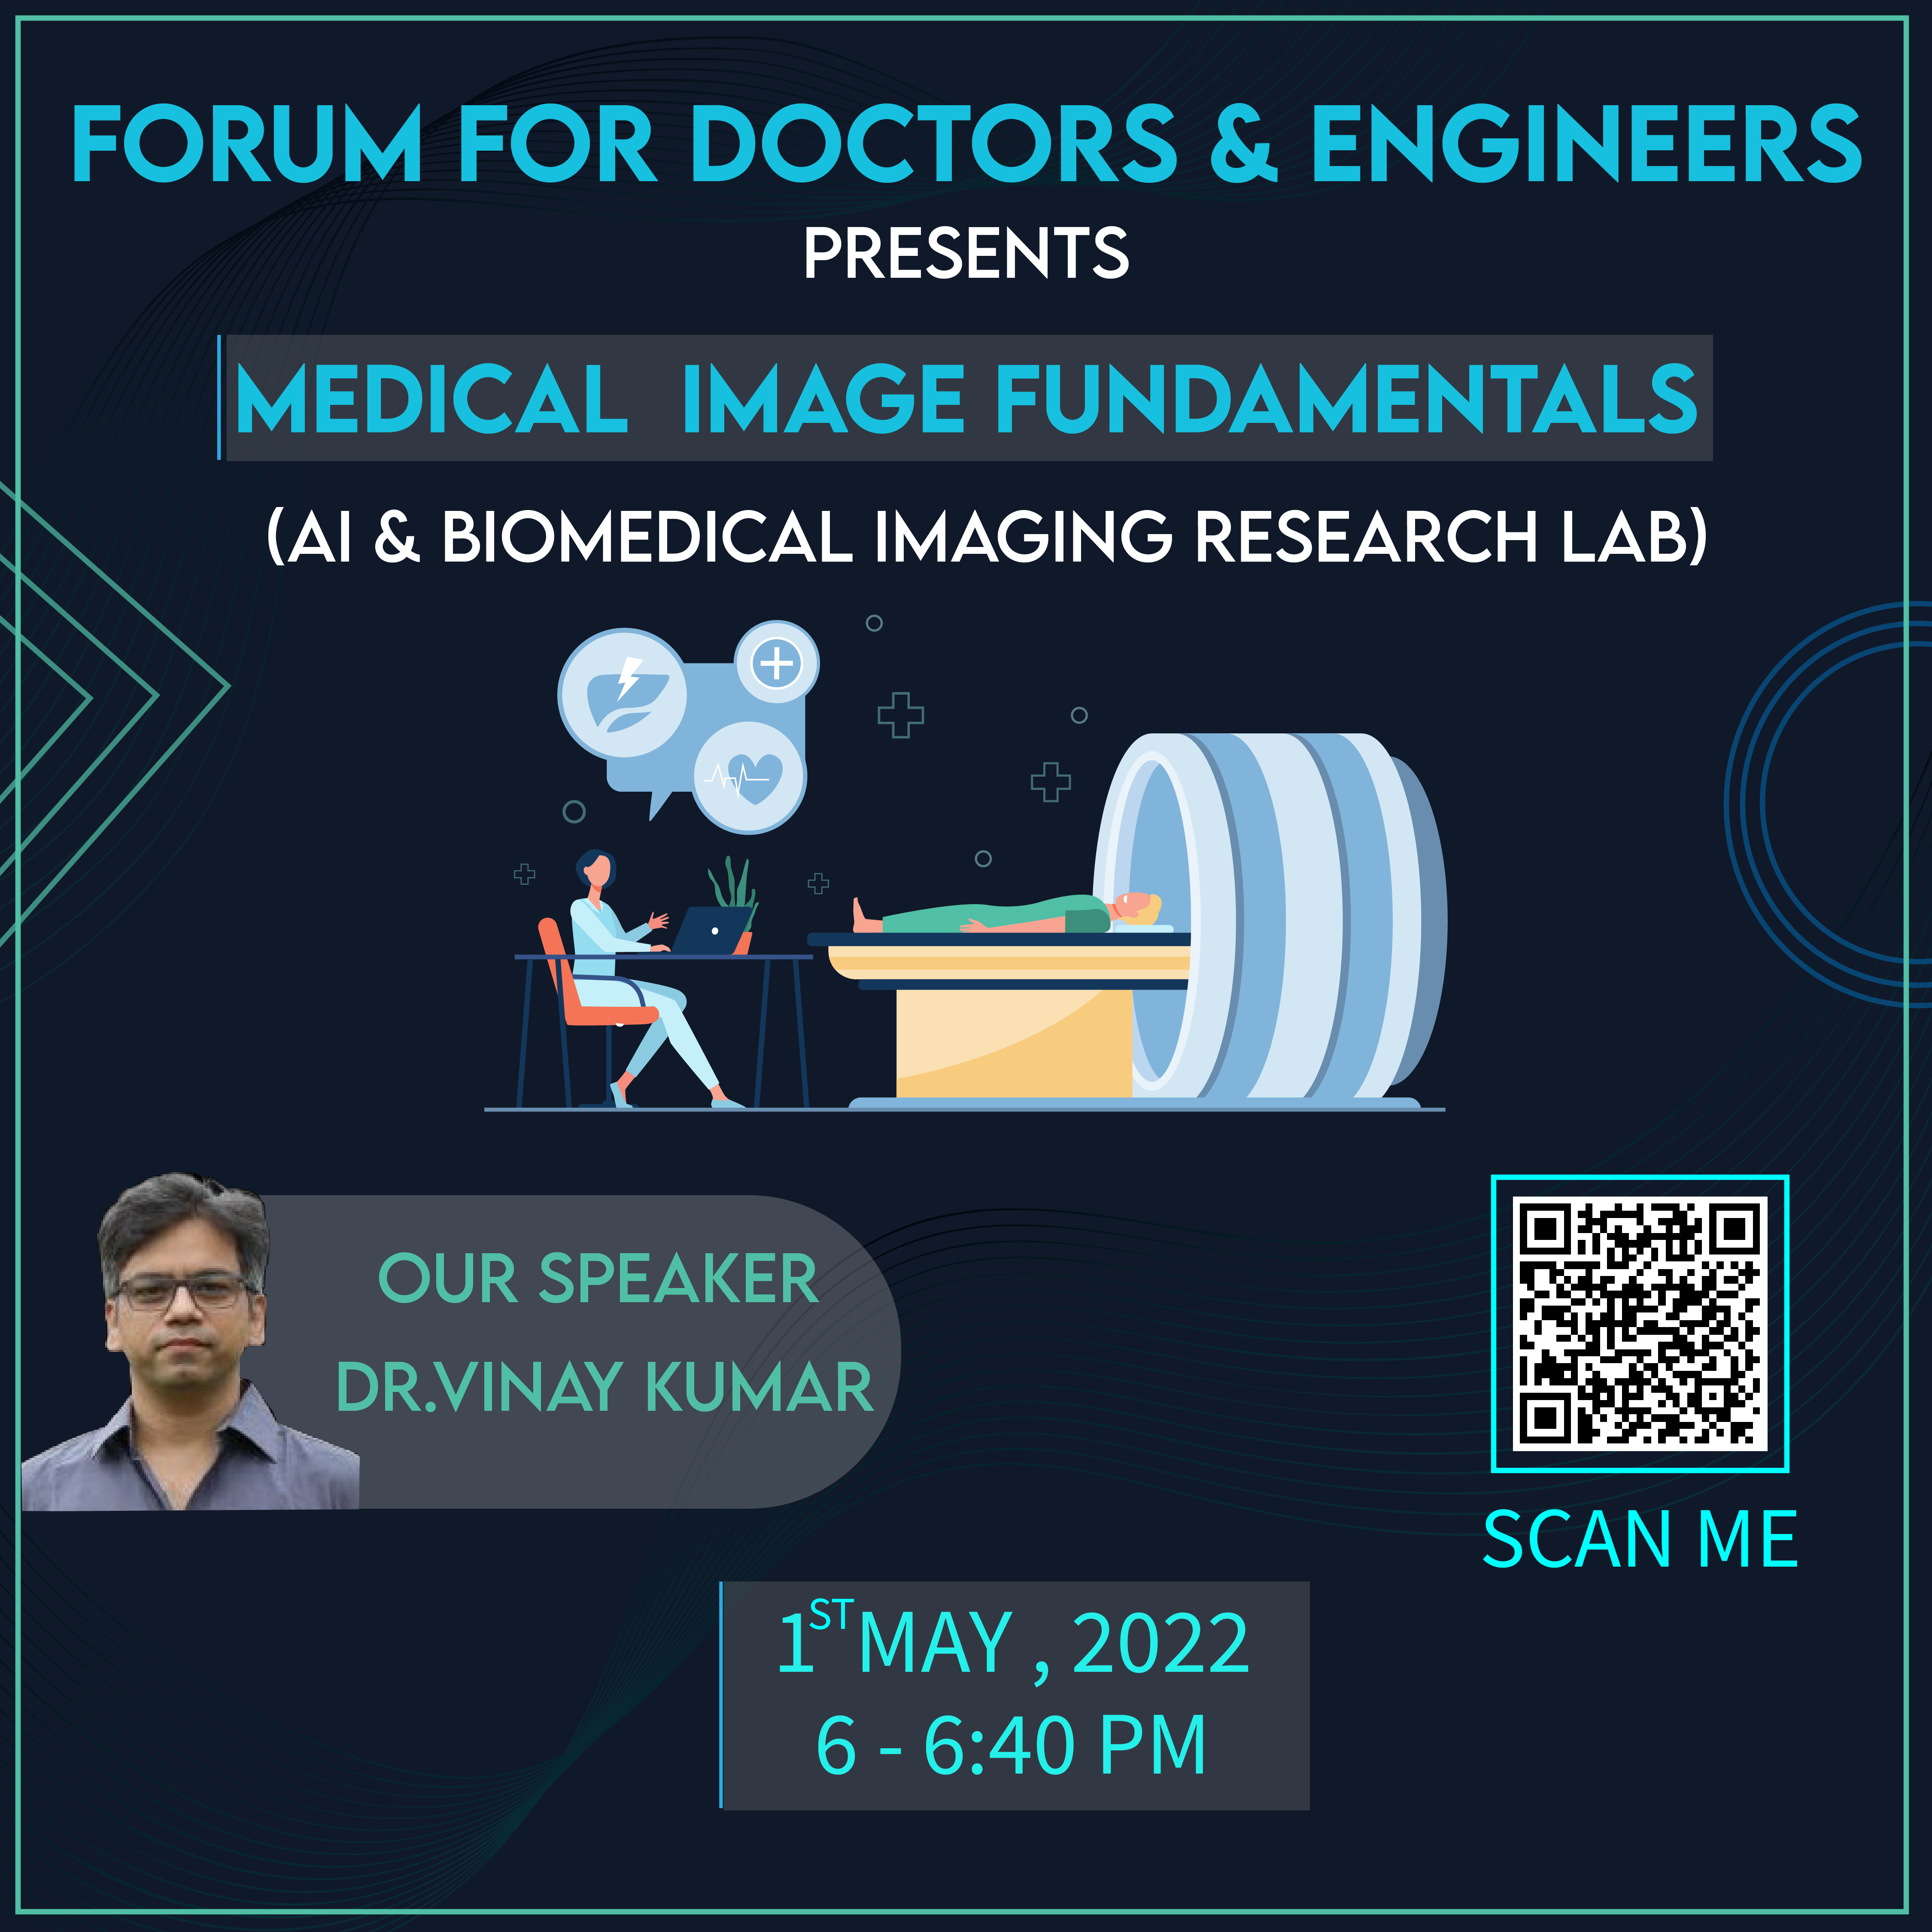 FORUM FOR DOCTORS & ENGINEERS
PRESENTS
MEDICAL IMAGE FUNDAMENTALS
(AI & BIOMEDICAL IMAGING RESEARCH LAB)
OUR SPEAKER
DR.VINAY KUMAR
SCAN ME
1ST MAY , 2022
6 - 6:40 PM